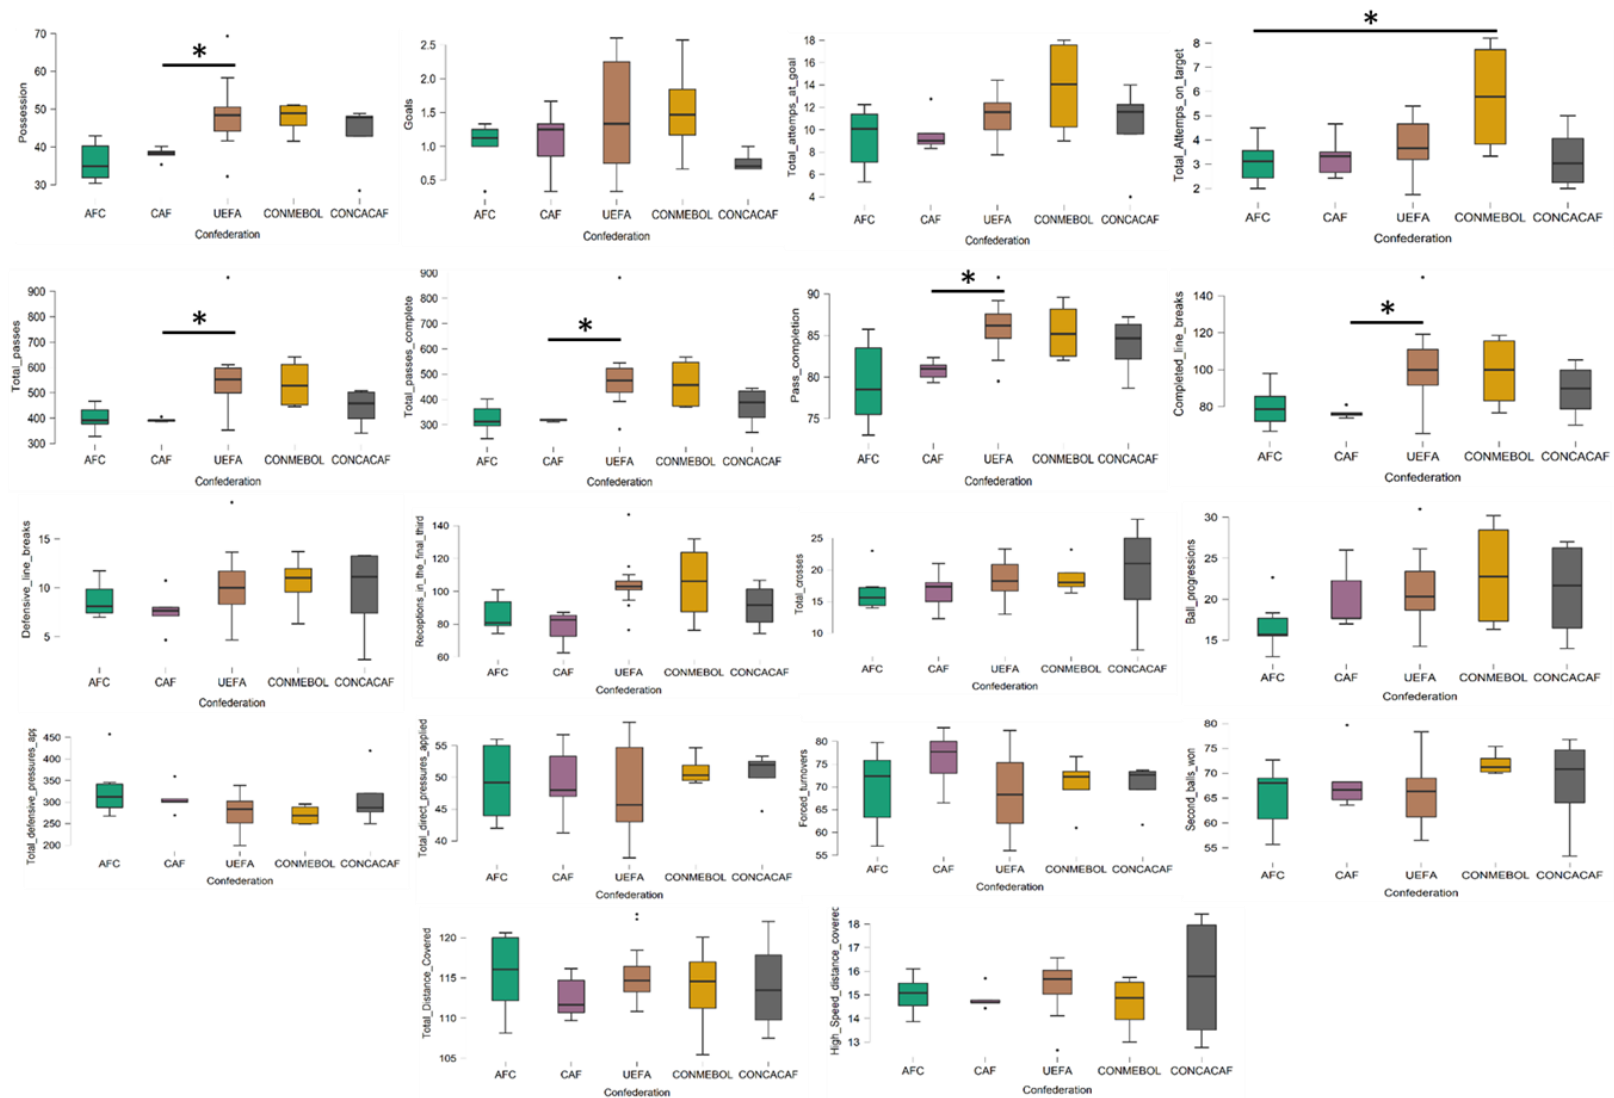 *
Possession
70
60
50
40
30
AFC CAF UEFA CONMEBOL CONCACAF
Confederation
Goals
2.5
2.0
1.5
1.0
0.5
AFC CAF UEFA CONMEBOL CONCACAF
Confederation
Total_attemps_at_goal
18
16
14
12
10
8
6
4
AFC CAF UEFA CONMEBOL CONCACAF
Confederation
*
Total_Attemps_on_target
8
7
6
5
4
3
2
AFC CAF UEFA CONMEBOL CONCACAF
Confederation
*
Total_passes
900
800
700
600
500
400
300
AFC CAF UEFA CONMEBOL CONCACAF
Confederation
*
Total_passes_complete
900
800
700
600
500
400
300
AFC CAF UEFA CONMEBOL CONCACAF
Confederation
*
Pass_completion
90
85
80
75
AFC CAF UEFA CONMEBOL CONCACAF
Confederation
*
Completed_line_breaks
140
120
100
80
AFC CAF UEFA CONMEBOL CONCACAF
Confederation
Defensive_line_breaks
15
10
5
AFC CAF UEFA CONMEBOL CONCACAF
Confederation
Receptions_in_the_final_third
140
120
100
80
60
AFC CAF UEFA CONMEBOL CONCACAF
Confederation
Total_crosses
25
20
15
10
AFC CAF UEFA CONMEBOL CONCACAF
Confederation
Ball_progressions
30
25
20
15
AFC CAF UEFA CONMEBOL CONCACAF
Confederation
Total_defensive_pressures_app
450
400
350
300
250
200
AFC CAF UEFA CONMEBOL CONCACAF
Confederation
Total_direct_presures_applied
55
50
45
40
AFC CAF UEFA CONMEBOL CONCACAF
Confederation
Forced_turnovers
80
75
70
65
60
55
AFC CAF UEFA CONMEBOL CONCACAF
Confederation
Second_balls_won
80
75
70
65
60
55
AFC CAF UEFA CONMEBOL CONCACAF
Confederation
Total_Distance_Covered
120
115
110
105
AFC CAF UEFA CONMEBOL CONCACAF
Confederation
High_Speed_distance_covered
18
17
16
15
14
13
AFC CAF UEFA CONMEBOL CONCACAF
Confederation